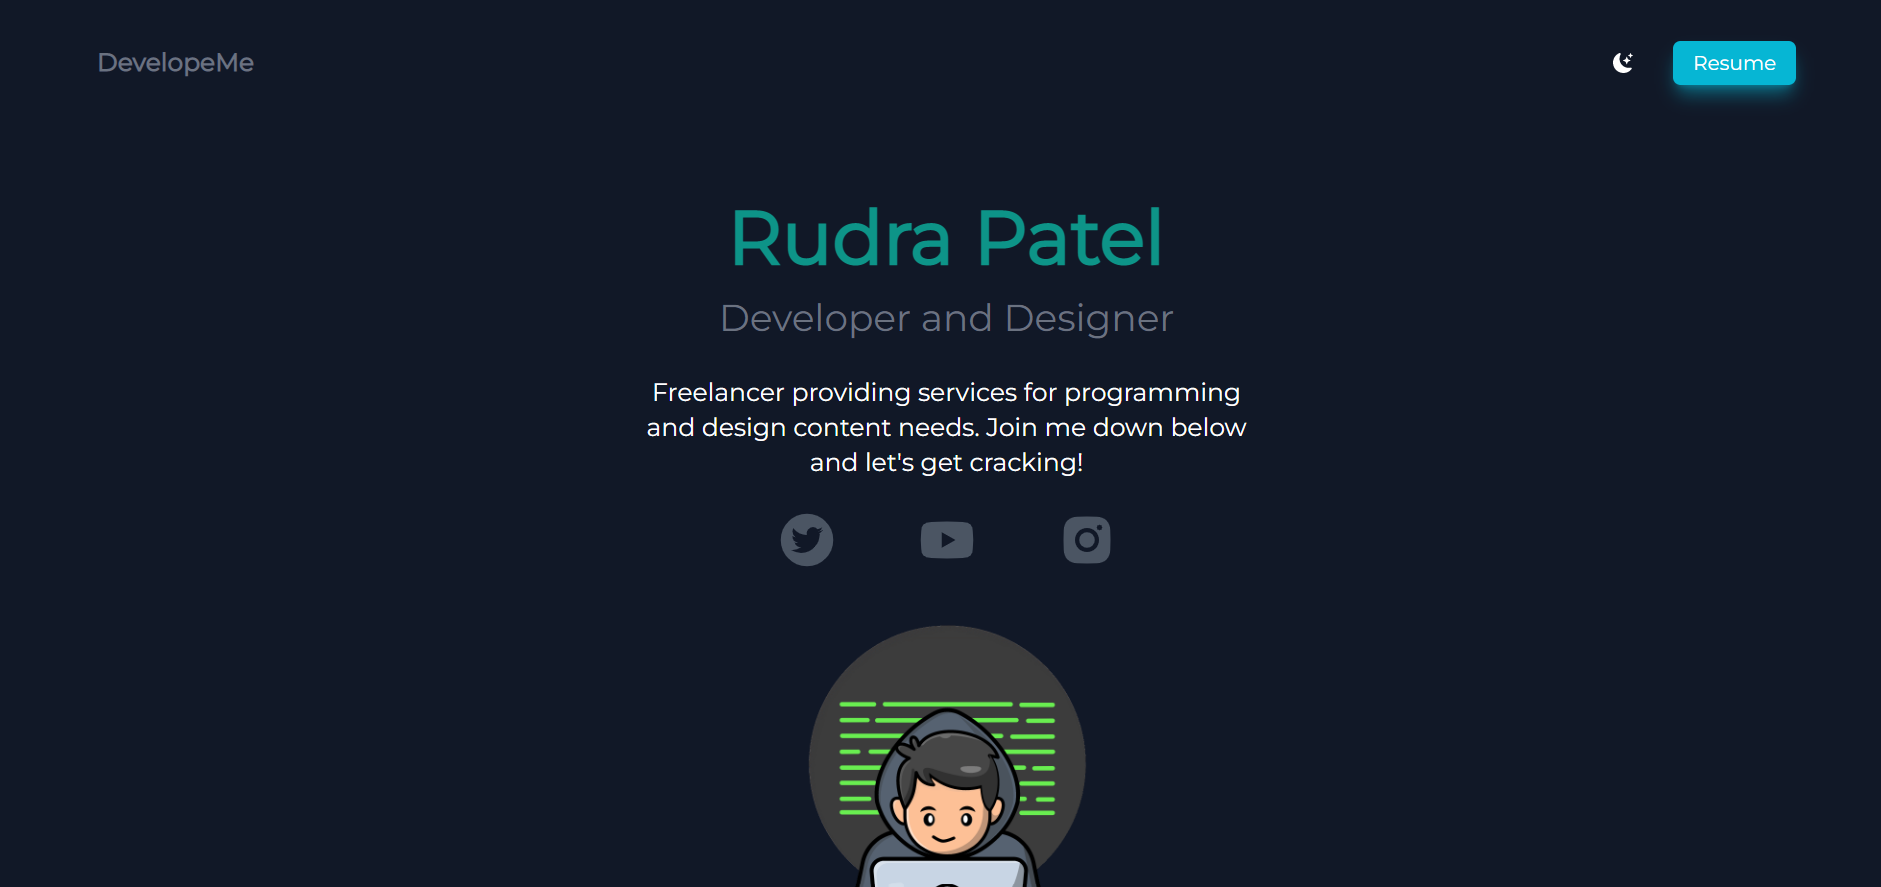 DevelopeMe
Resume
Rudra Patel
Developer and Designer
Freelancer providing services for programming
and design content needs. Join me down below
and let's get cracking!